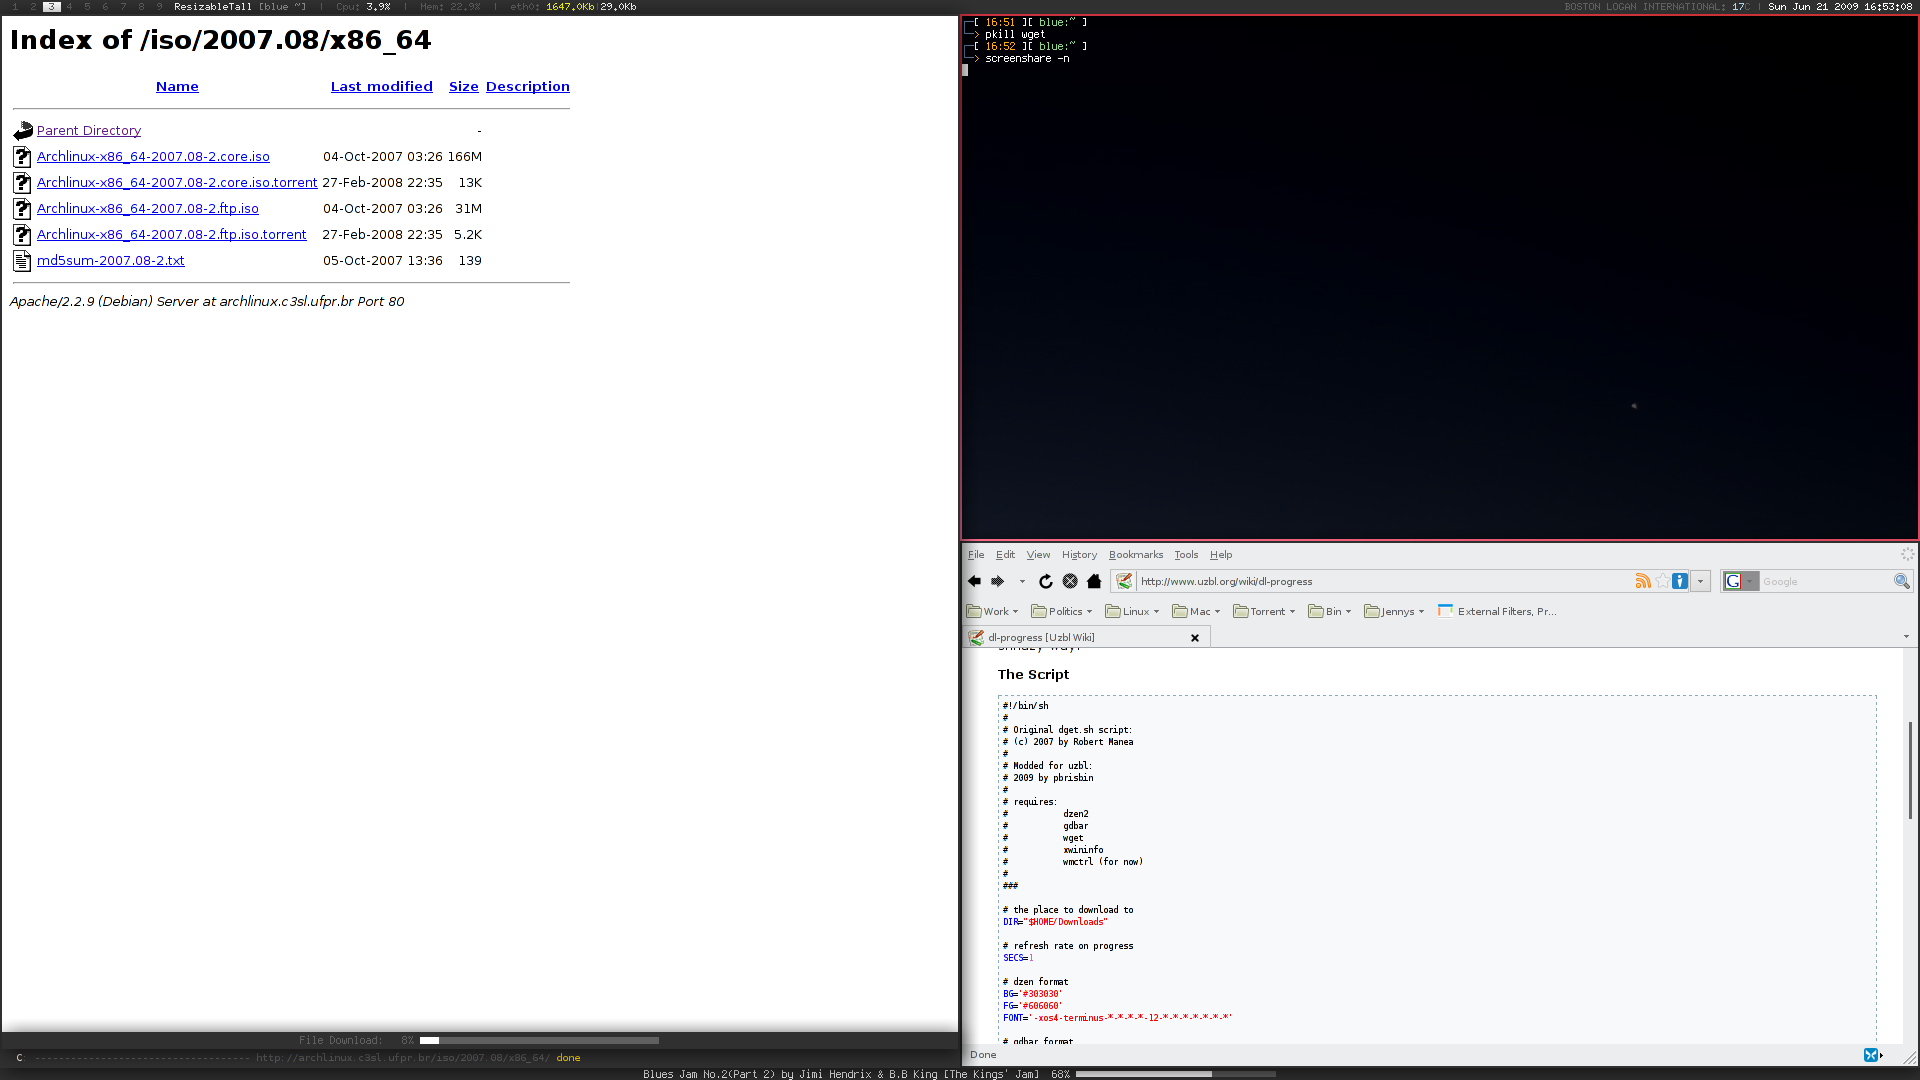 1 2 3 4 5 6 7 8 9 ResizableTall [blue ~] | Cpu: 3.9% | Mem: 22.9% | eth0: 1647.0Kb|29.0Kb
BOSTON LOGAN INTERNATIONAL: 17C | Sun Jun 21 2009 16:53:08
Index of /iso/2007.08/x86_64
Name Last modified Size Description
Parent Directory -
Archlinux-x86_64-2007.08-2.core.iso 04-Oct-2007 03:26 166M
Archlinux-x86_64-2007.08-2.core.iso.torrent 27-Feb-2008 22:35 13K
Archlinux-x86_64-2007.08-2.ftp.iso 04-Oct-2007 03:26 31M
Archlinux-x86_64-2007.08-2.ftp.iso.torrent 27-Feb-2008 22:35 5.2K
md5sum-2007.08-2.txt 05-Oct-2007 13:36 139
Apache/2.2.9 (Debian) Server at archlinux.c3sl.ufpr.br Port 80
File Download: 8%
C ------------------------------------ http://archlinux.c3sl.ufpr.br/iso/2007.08/x86_64/ done
[ 16:51 ][ blue:~ ]
> pkill wget
[ 16:52 ][ blue:~ ]
> screenshare -n
File Edit View History Bookmarks Tools Help
http://www.uzbl.org/wiki/dl-progress
G Google
Work Politics Linux Mac Torrent Bin Jennys External Filters, Pr...
dl-progress [Uzbl Wiki]
The Script
#!/bin/sh
#
# Original dget.sh script:
# (c) 2007 by Robert Manea
#
# Modded for uzbl:
# 2009 by pbrisbin
#
# requires:
# dzen2
# gdbar
# wget
# xwininfo
# wmctrl (for now)
#
###
# the place to download to
DIR="$HOME/Downloads"
# refresh rate on progress
SECS=1
# dzen format
BG='#303030'
FG='#606060'
FONT='-xos4-terminus-*-*-*-*-12-*-*-*-*-*-*-*'
# gdbar format
Done
Blues Jam No.2(Part 2) by Jimi Hendrix & B.B King [The Kings' Jam] 68%